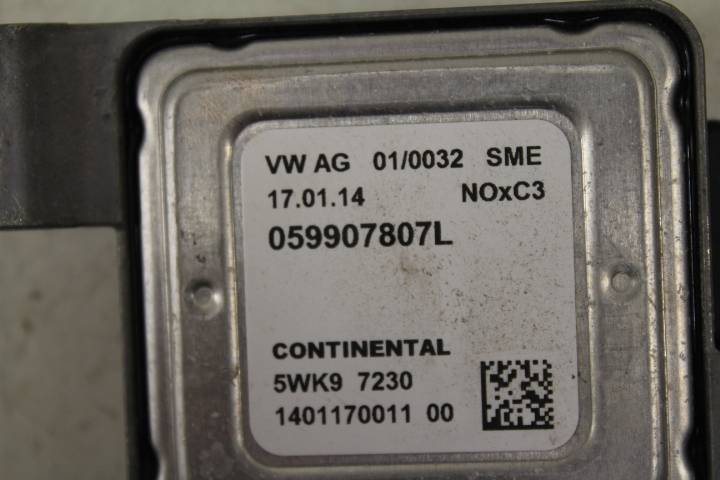 VW AG 01/0032 SME
17.01.14 NOxC3
059907807L
CONTINENTAL
5WK9 7230
1401170011 00